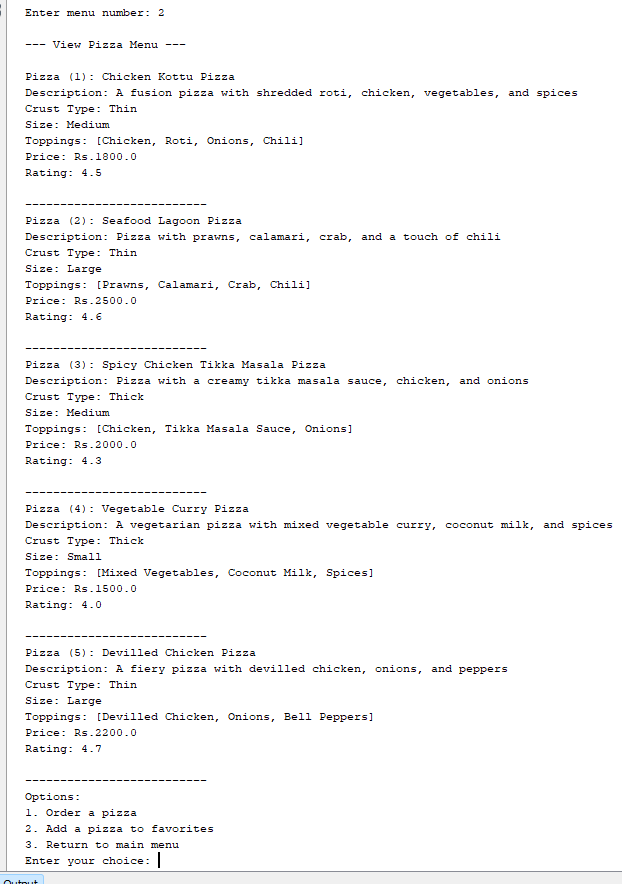 Enter menu number: 2
--- View Pizza Menu ---
Pizza (1): Chicken Kottu Pizza
Description: A fusion pizza with shredded roti, chicken, vegetables, and spices
Crust Type: Thin
Size: Medium
Toppings: [Chicken, Roti, Onions, Chili]
Price: Rs.1800.0
Rating: 4.5
--------------------------
Pizza (2): Seafood Lagoon Pizza
Description: Pizza with prawns, calamari, crab, and a touch of chili
Crust Type: Thin
Size: Large
Toppings: [Prawns, Calamari, Crab, Chili]
Price: Rs.2500.0
Rating: 4.6
--------------------------
Pizza (3): Spicy Chicken Tikka Masala Pizza
Description: Pizza with a creamy tikka masala sauce, chicken, and onions
Crust Type: Thick
Size: Medium
Toppings: [Chicken, Tikka Masala Sauce, Onions]
Price: Rs.2000.0
Rating: 4.3
--------------------------
Pizza (4): Vegetable Curry Pizza
Description: A vegetarian pizza with mixed vegetable curry, coconut milk, and spices
Crust Type: Thick
Size: Small
Toppings: [Mixed Vegetables, Coconut Milk, Spices]
Price: Rs.1500.0
Rating: 4.0
--------------------------
Pizza (5): Devilled Chicken Pizza
Description: A fiery pizza with devilled chicken, onions, and peppers
Crust Type: Thin
Size: Large
Toppings: [Devilled Chicken, Onions, Bell Peppers]
Price: Rs.2200.0
Rating: 4.7
--------------------------
Options:
1. Order a pizza
2. Add a pizza to favorites
3. Return to main menu
Enter your choice:
Output